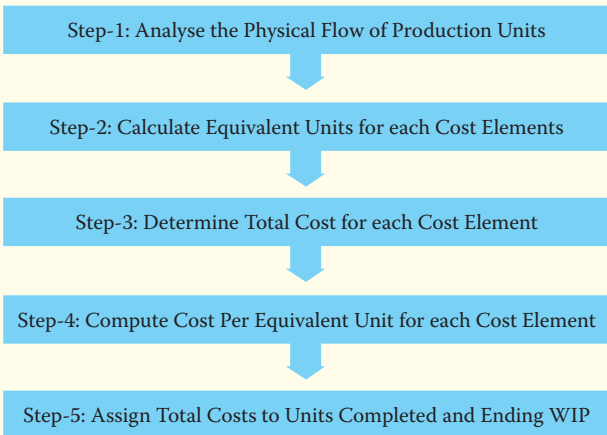 Step-1: Analyse the Physical Flow of Production Units
Step-2: Calculate Equivalent Units for each Cost Elements
Step-3: Determine Total Cost for each Cost Element
Step-4: Compute Cost Per Equivalent Unit for each Cost Element
Step-5: Assign Total Costs to Units Completed and Ending WIP